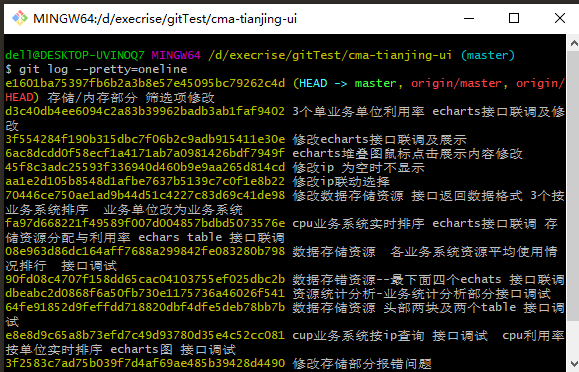 MINGW64:/d/execrise/gitTest/cma-tianjing-ui
dell@DESKTOP-UVINOQ7 MINGW64 /d/execrise/gitTest/cma-tianjing-ui (master)
$ git log --pretty=oneline
e1601ba75397fb6b2a3b8e57e45095bc79262c4d (HEAD -> master, origin/master, origin/
HEAD) 存储/内存部分 筛选项修改
d3c40db4ee6094c2a83b39962badb3ab1faf9402 3个单业务单位利用率 echarts接口联调及修
改
3f554284f190b315dbc7f06b2c9adb915411e30e 修改echarts接口联调及展示
6ac8dcdd0f58ecf1a4171ab7a0981426bdf7949f echarts堆叠图鼠标点击展示内容修改
45f8c3adc25593f336940d460b9e9aa265d814cd 修改ip 为空时不显示
aa1e2d105b8548d1afbe7637b5139c7c0f1e8b22 修改ip联动选择
70446ce750ae1ad9b44d51c4227c83d69c41de98 修改数据存储资源 接口返回数据格式 3个按
业务系统排序  业务单位改为业务系统
fa97d668221f49589f007d004857bdbd5073576e cpu业务系统实时排序 echarts接口联调 存
储资源分配与利用率 echars table 接口联调
08e963d86dc164aff7688a299842fe083280b798 数据存储资源  各业务系统资源平均使用情
况排行  接口调试
90fd08c4707f158dd65cac04103755ef025dbc2b 数据存错资源--最下面四个echats 接口联调
dbeabc2d0868f6a50fb730e1175736a46026f541 资源统计分析-业务统计分析部分接口调试
64fe91852d9feffdd718820dbf4dfe5deb78bb7b 数据存储资源 头部两块及两个table 接口调
试
e8e8d9c65a8b73efd7c49d93780d35e4c52cc081 cup业务系统按ip查询 接口调试  cpu利用率
按单位实时排序 echarts图 接口调试
3f2583c7ad75b039f7d4af69ae485b39428d4490 修改存储部分报错问题